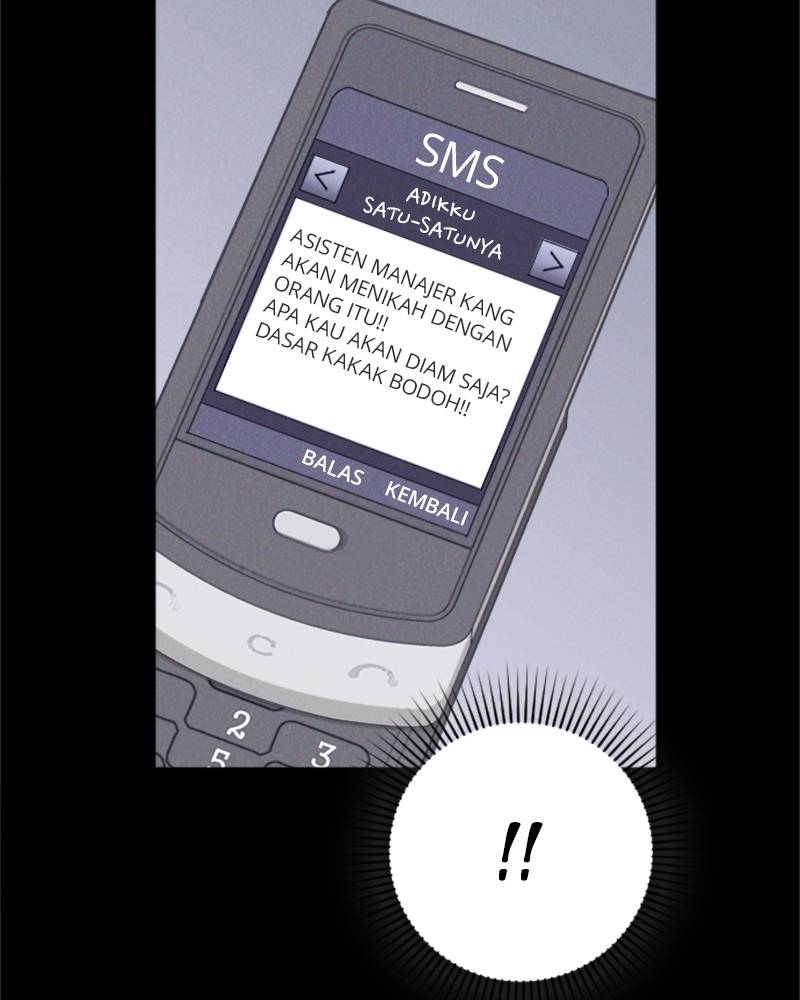 SMS
<
ADIKKU
SATU-SATUNYA
>
ASISTEN MANAJER KANG
AKAN MENIKAH DENGAN
ORANG ITU!!
APA KAU AKAN DIAM SAJA?
DASAR KAKAK BODOH!!
BALAS KEMBALI
C
2 3
5
!!